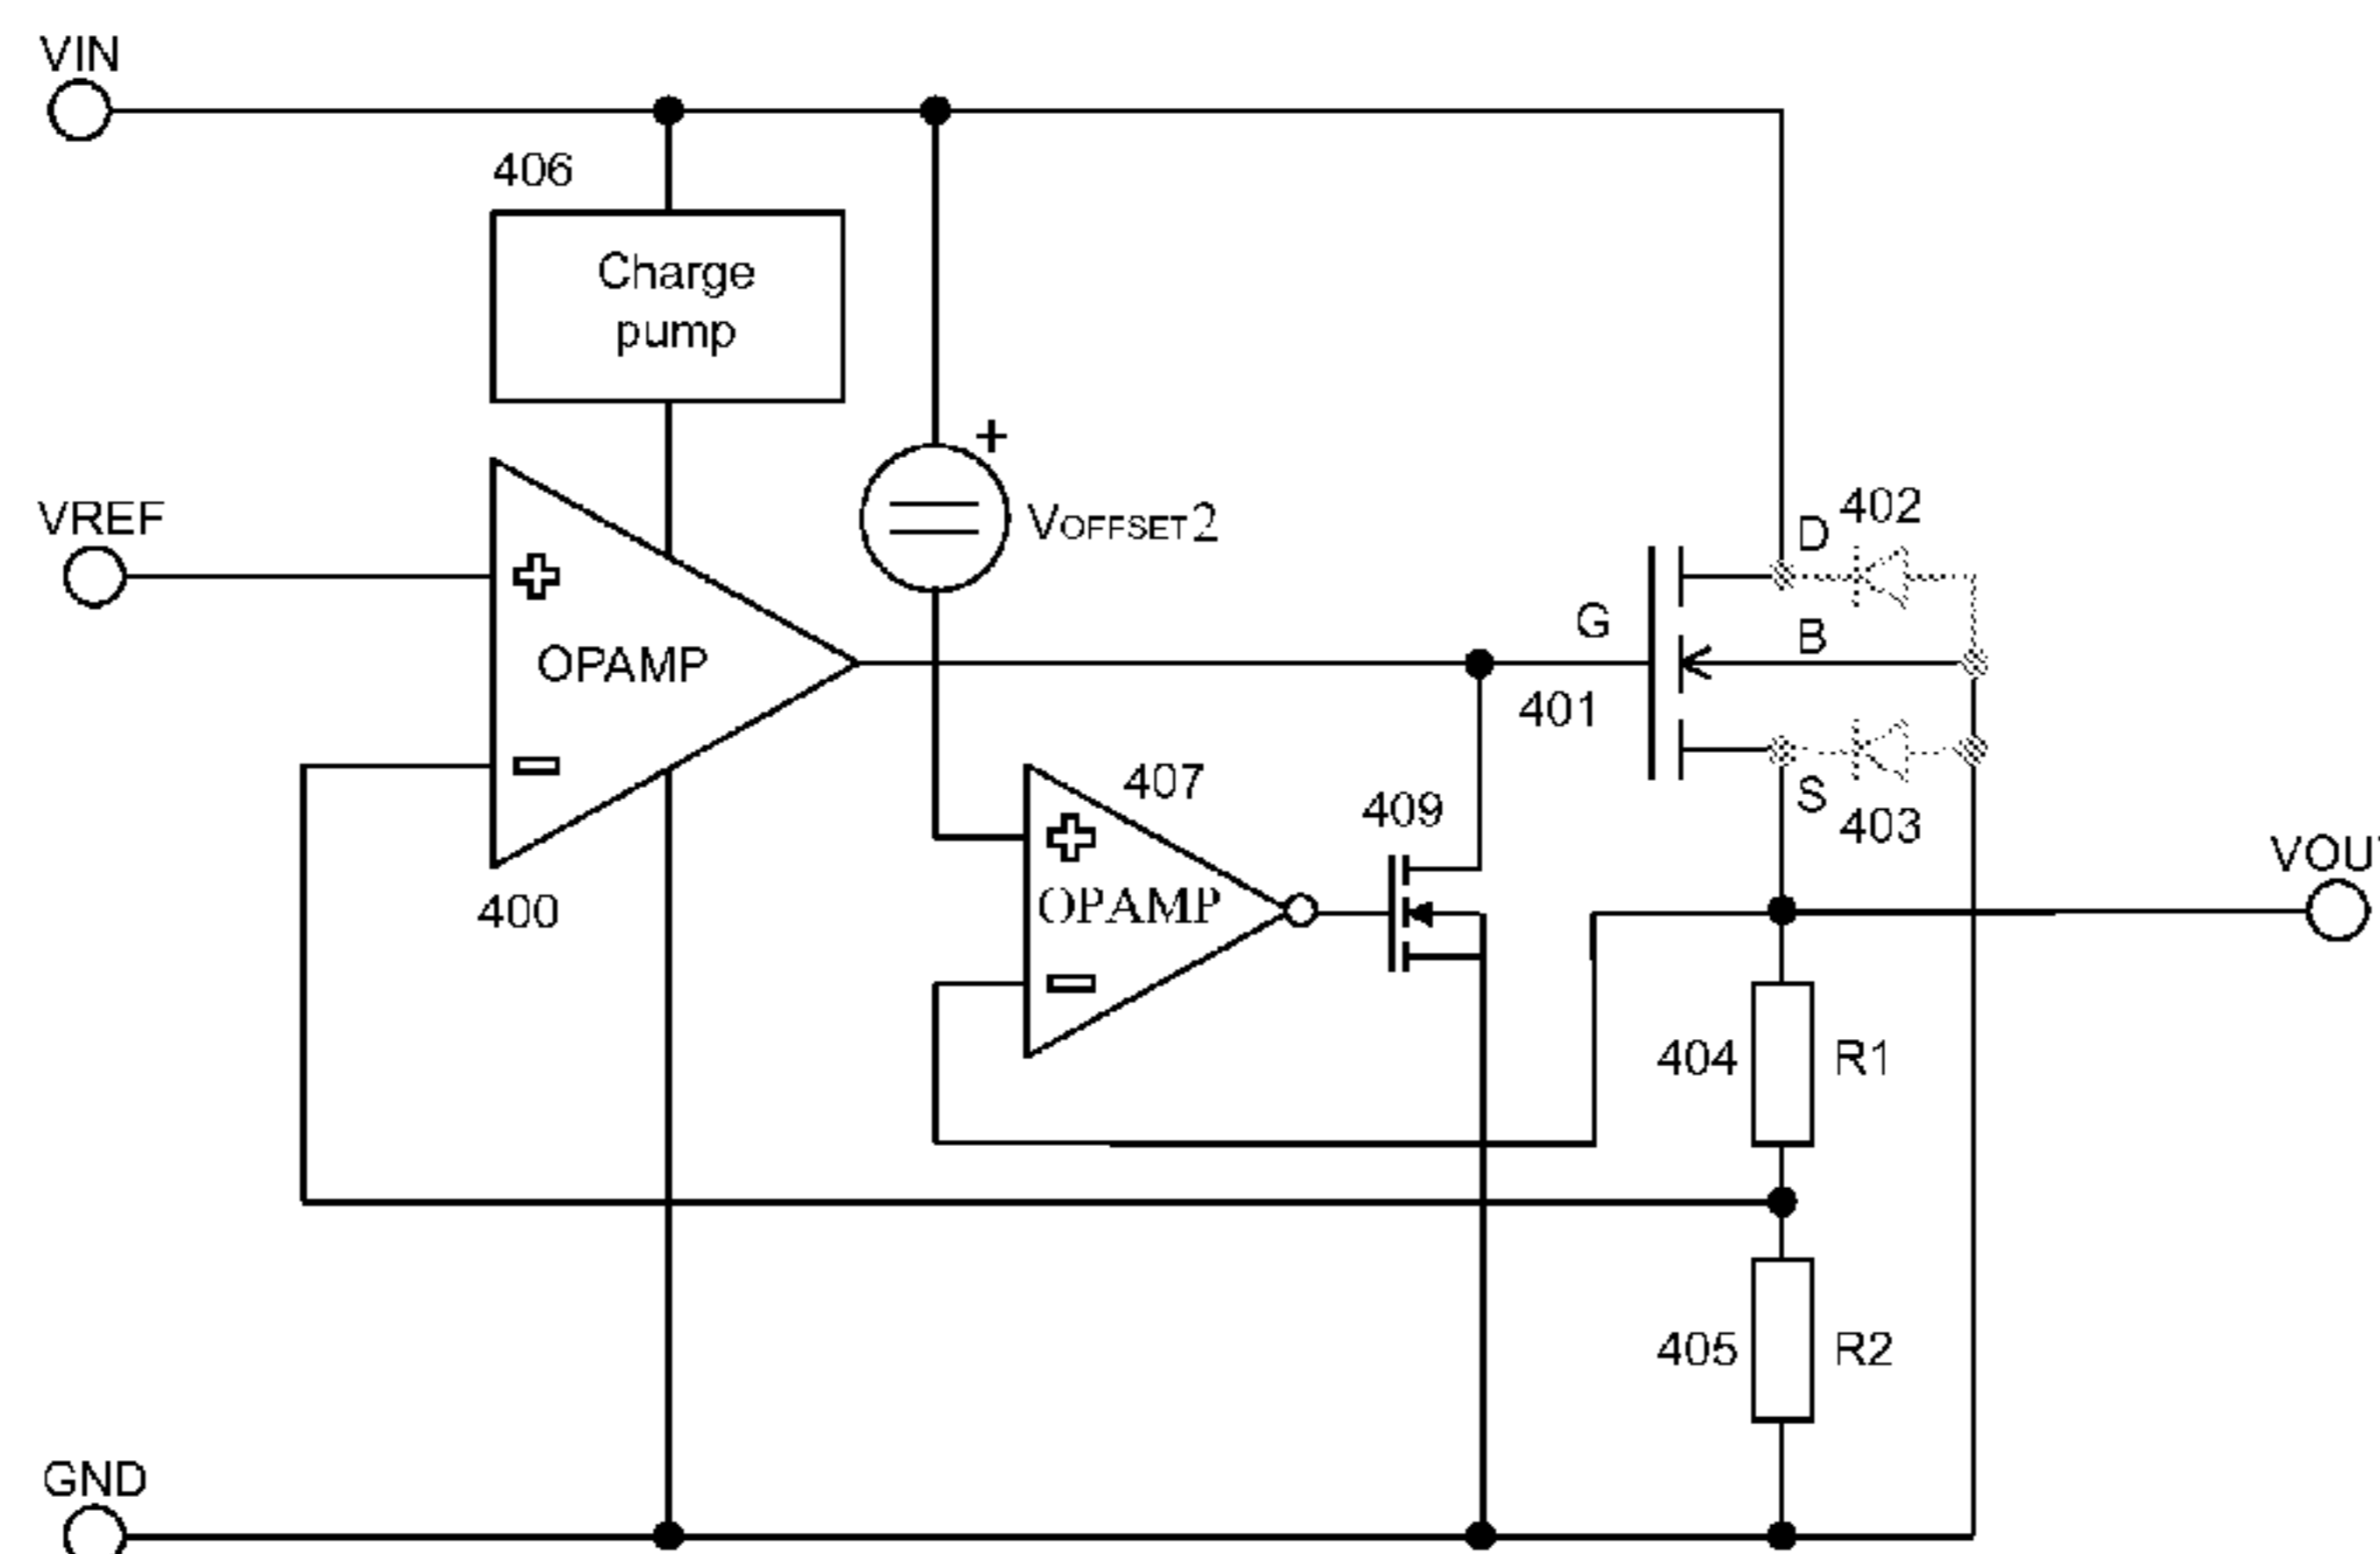 VIN
406
Charge
pump
+
VREF
VOFFSET2
D
402
OPAMP
G
B
401
S
403
407
409
400
OPAMP
VOUT
404
R1
405
R2
GND